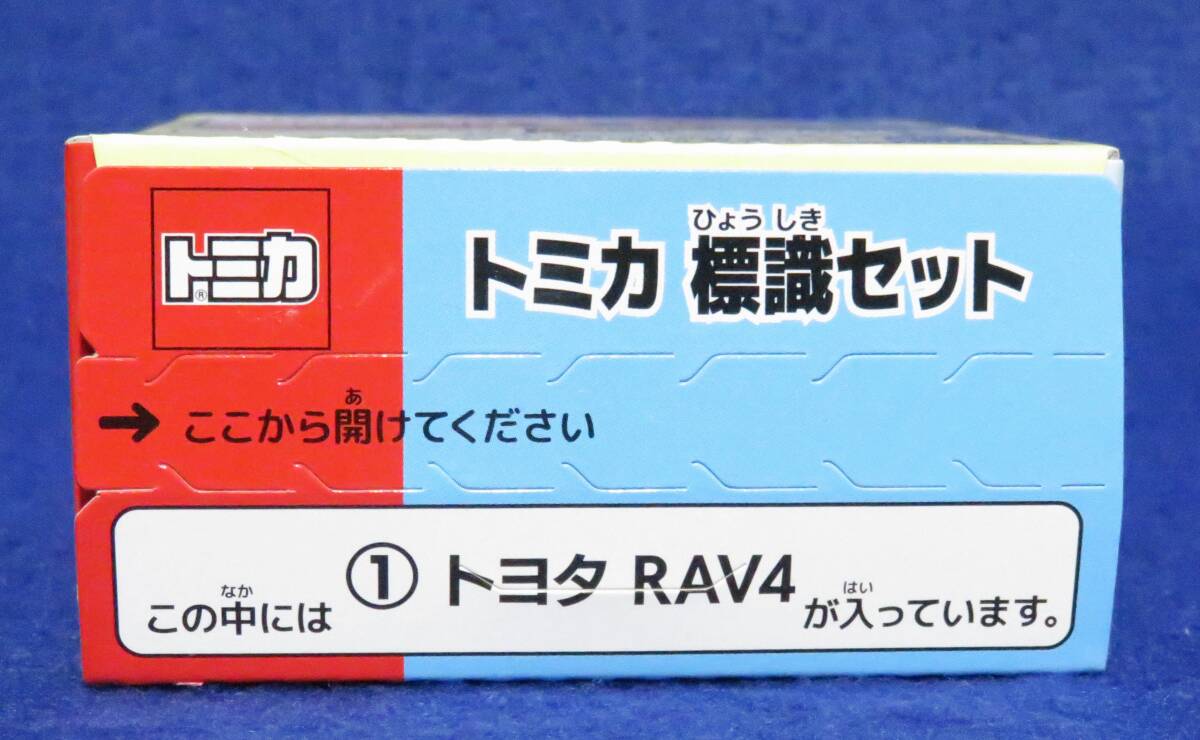 トミカ®
ひょう しき
トミカ 標識セット
あ
→ ここから開けてください
なか はい
この中には ① トヨタ RAV4 が入っています。